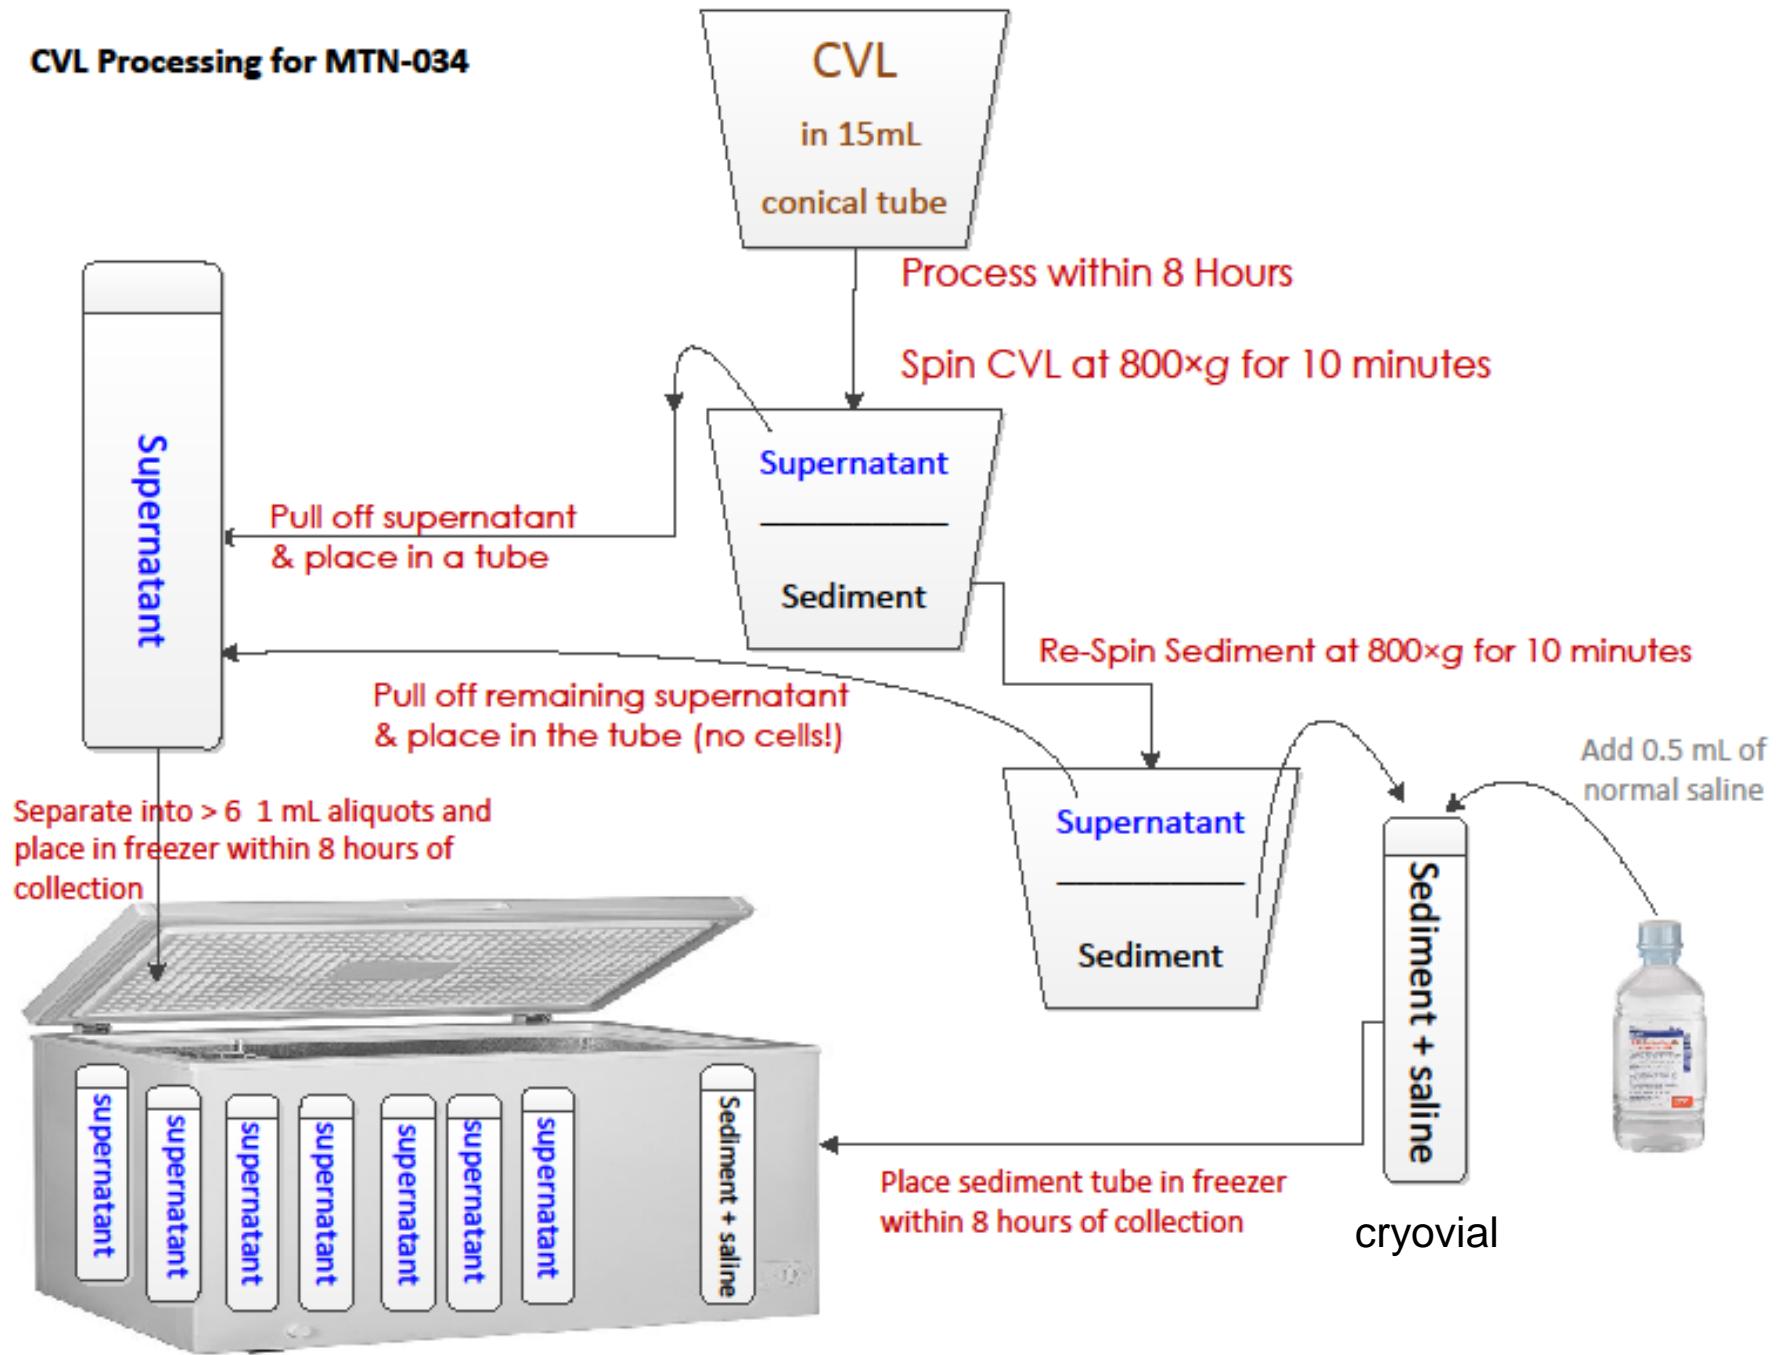 CVL Processing for MTN-034
CVL
in 15mL
conical tube
Process within 8 Hours
Spin CVL at 800×g for 10 minutes
Supernatant
Sediment
Supernatant
Pull off supernatant
& place in a tube
Re-Spin Sediment at 800×g for 10 minutes
Pull off remaining supernatant
& place in the tube (no cells!)
Supernatant
Sediment
Add 0.5 mL of
normal saline
Sediment + saline
cryovial
Separate into > 6 1 mL aliquots and
place in freezer within 8 hours of
collection
Place sediment tube in freezer
within 8 hours of collection
supernatant
supernatant
supernatant
supernatant
supernatant
supernatant
supernatant
Sediment + saline